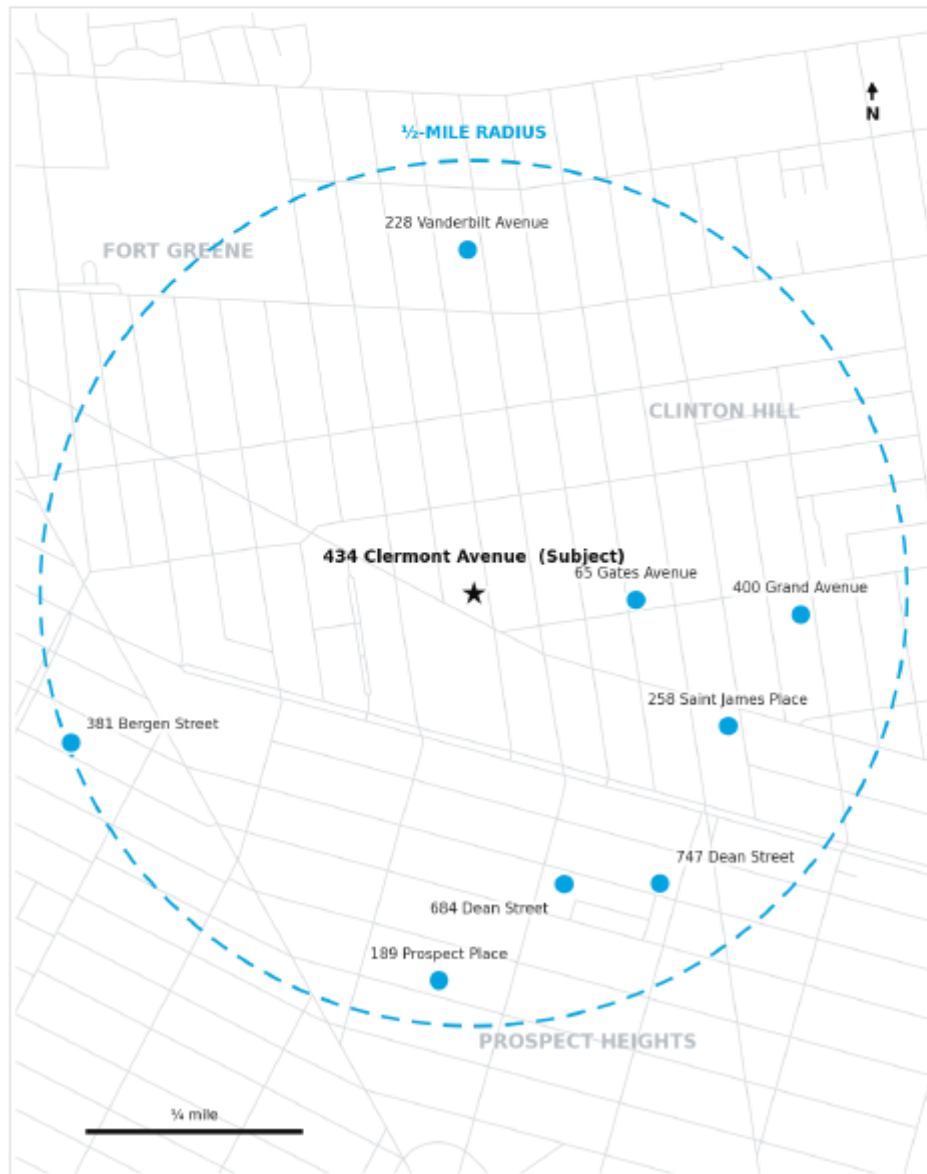 N
½-MILE RADIUS
228 Vanderbilt Avenue
FORT GREENE
CLINTON HILL
434 Clermont Avenue (Subject)
65 Gates Avenue
400 Grand Avenue
258 Saint James Place
381 Bergen Street
747 Dean Street
684 Dean Street
189 Prospect Place
PROSPECT HEIGHTS
¼ mile